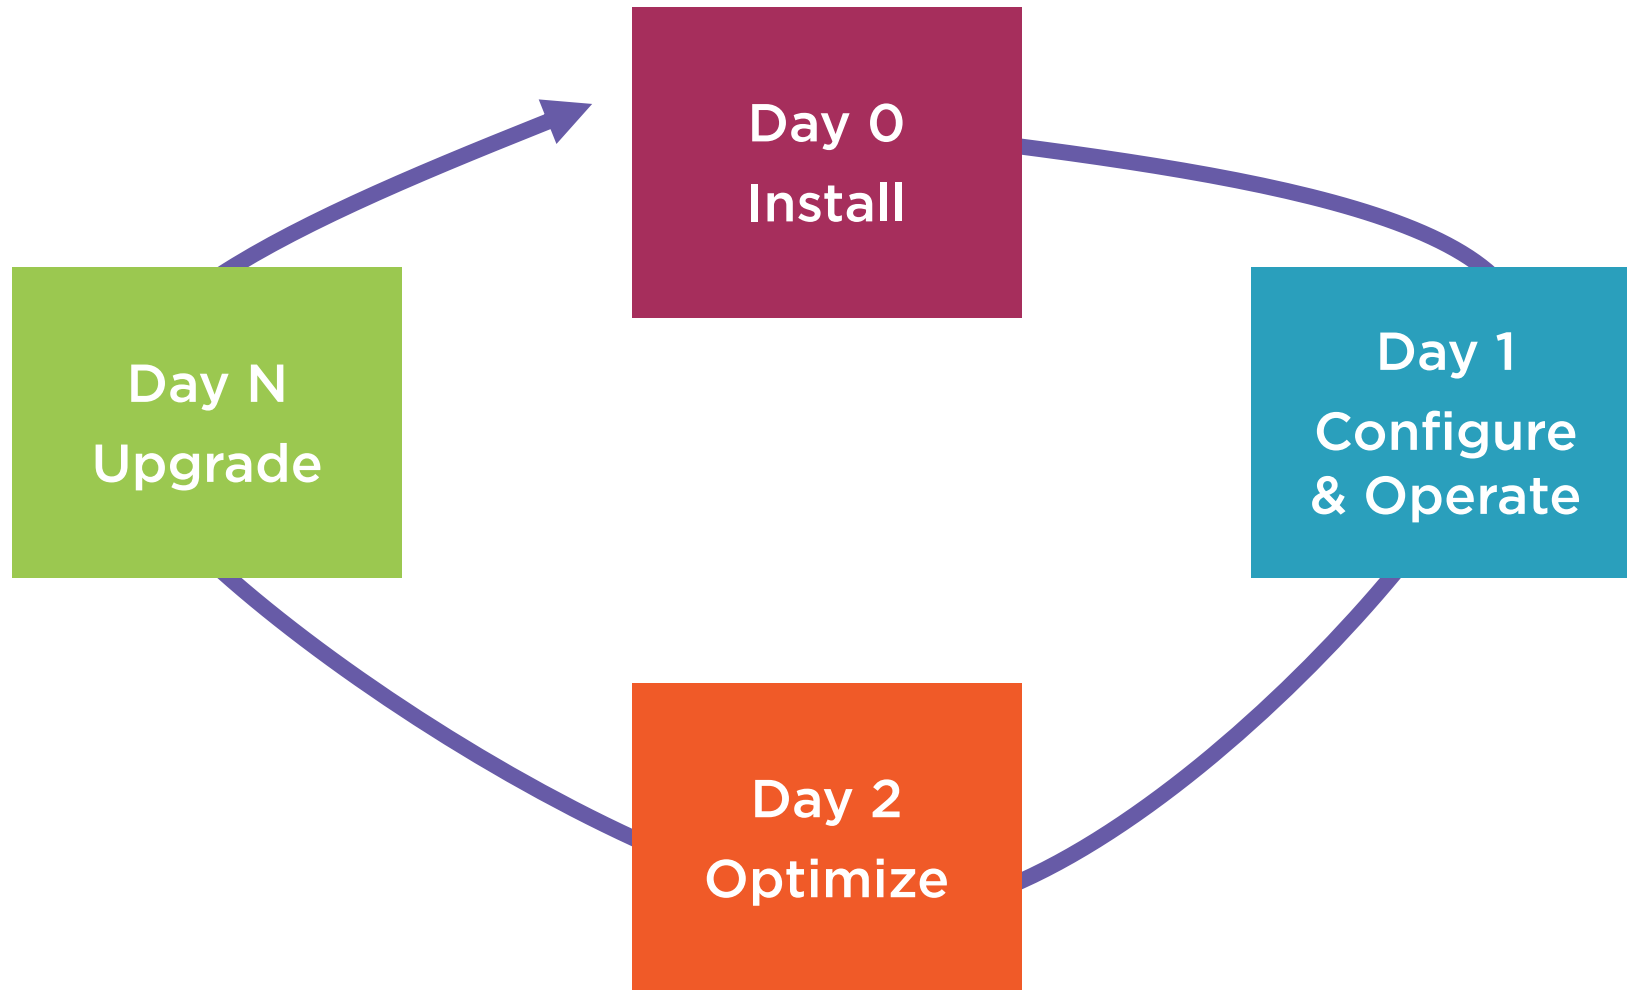 Day 0
Install
Day 1
Configure
& Operate
Day 2
Optimize
Day N
Upgrade